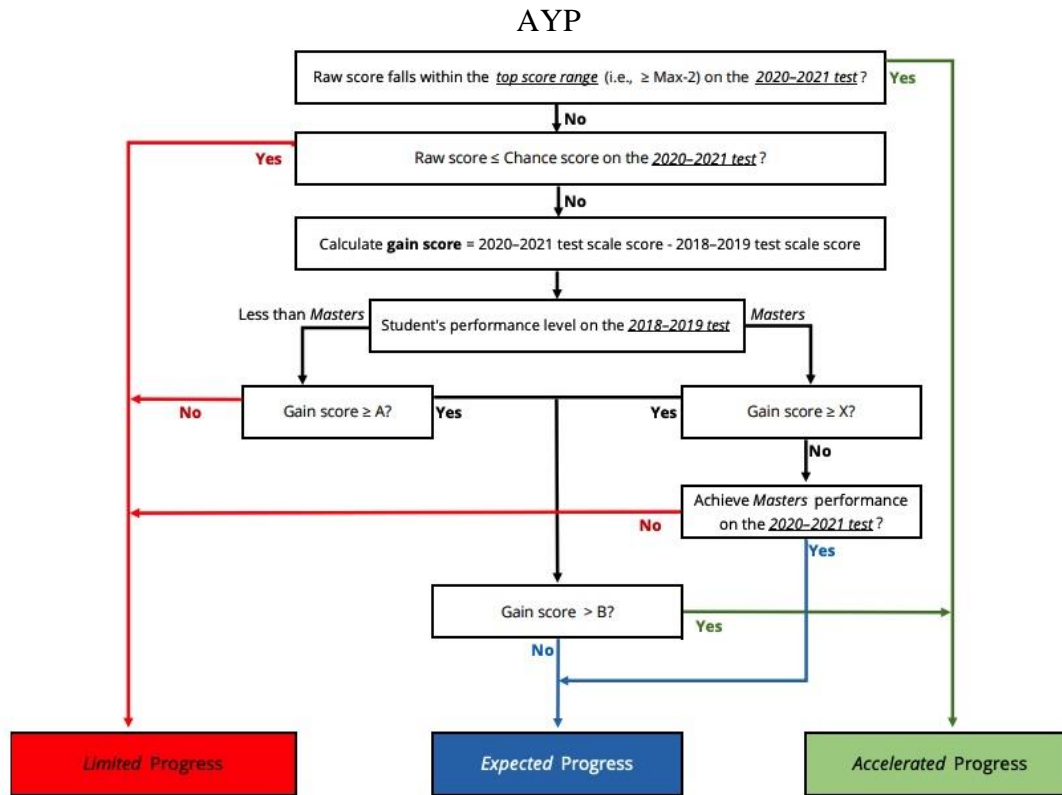 AYP
Raw score falls within the top score range (i.e., ≥ Max-2) on the 2020–2021 test?
Yes
No
Yes
Raw score ≤ Chance score on the 2020–2021 test?
No
Calculate gain score = 2020–2021 test scale score - 2018–2019 test scale score
Less than Masters
Student's performance level on the 2018–2019 test
Masters
No
Gain score ≥ A?
Yes
Yes
Gain score ≥ X?
No
Achieve Masters performance
on the 2020–2021 test?
No
Yes
Gain score > B?
Yes
No
Limited Progress
Expected Progress
Accelerated Progress